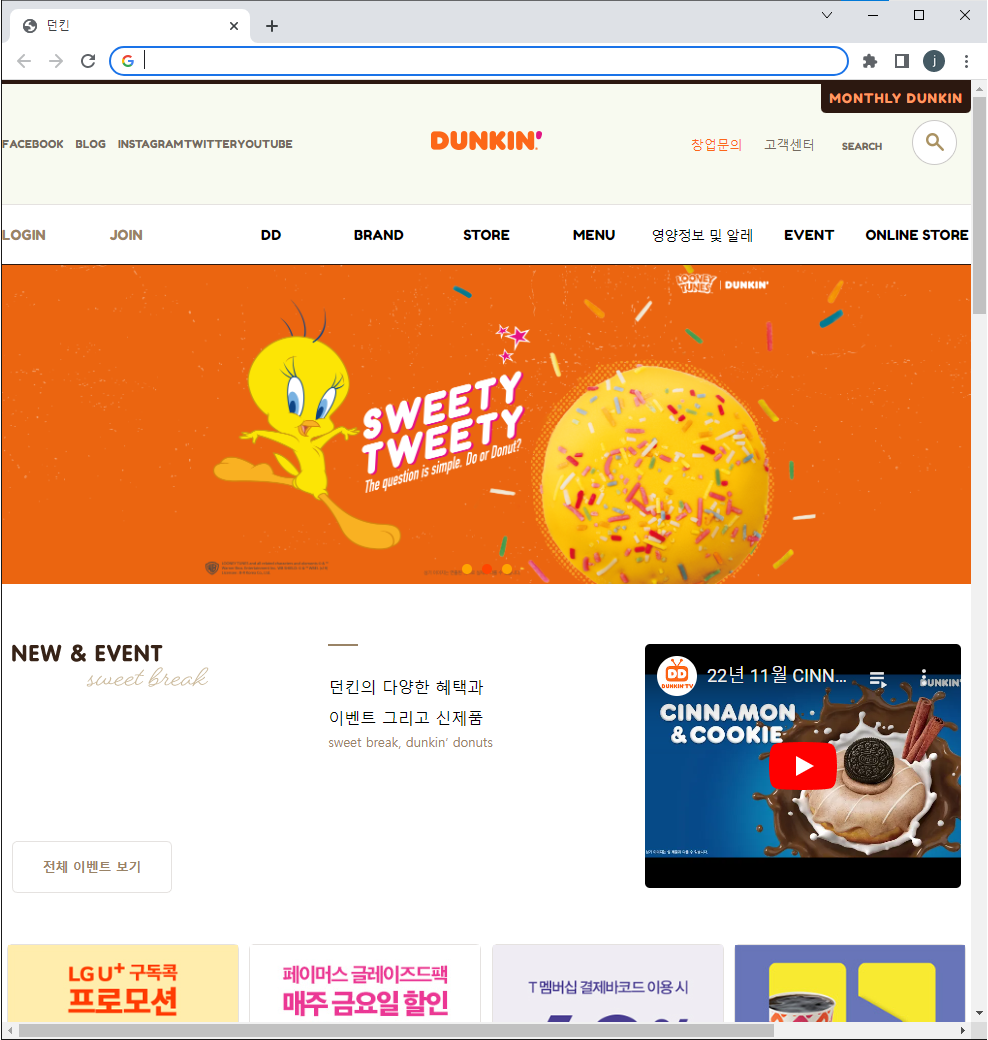 던킨
j
MONTHLY DUNKIN
FACEBOOK BLOG INSTAGRAM TWITTER YOUTUBE
DUNKIN'
창업문의 고객센터 SEARCH
LOGIN JOIN DD BRAND STORE MENU 영양정보 및 알레 EVENT ONLINE STORE
LOONEY TUNES DUNKIN'
SWEETY
TWEETY
The question is simple. Do or Donut?
NEW & EVENT
sweet break
던킨의 다양한 혜택과
이벤트 그리고 신제품
sweet break, dunkin' donuts
전체 이벤트 보기
DD
DUNKIN'TV
22년 11월 CINN...
DUNKIN'
CINNAMON
& COOKIE
LG U+ 구독콕
프로모션
페이머스 글레이즈드팩
매주 금요일 할인
T 멤버십 결제바코드 이용 시